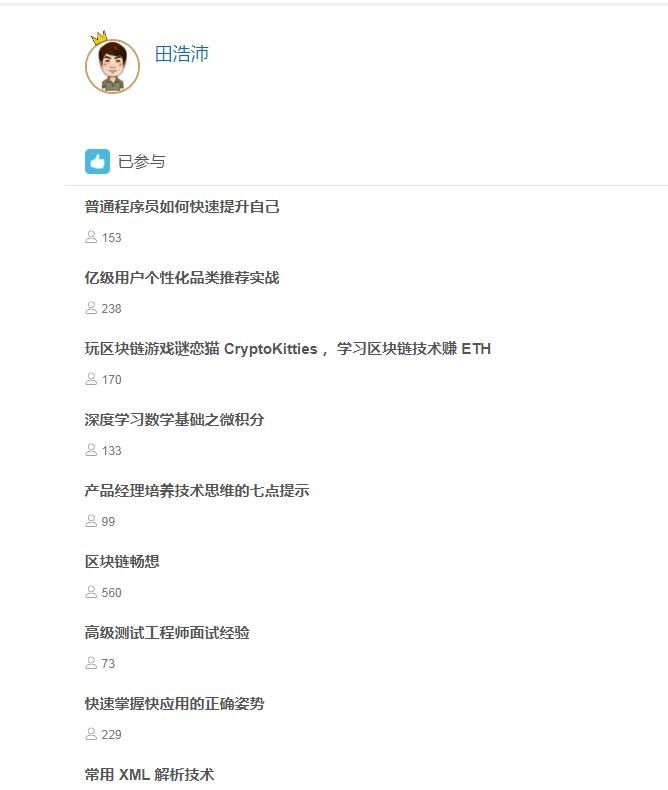 田浩沛
已参与
普通程序员如何快速提升自己
153
亿级用户个性化品类推荐实战
238
玩区块链游戏谜恋猫 CryptoKitties ，学习区块链技术赚 ETH
170
深度学习数学基础之微积分
133
产品经理培养技术思维的七点提示
99
区块链畅想
560
高级测试工程师面试经验
73
快速掌握快应用的正确姿势
229
常用 XML 解析技术